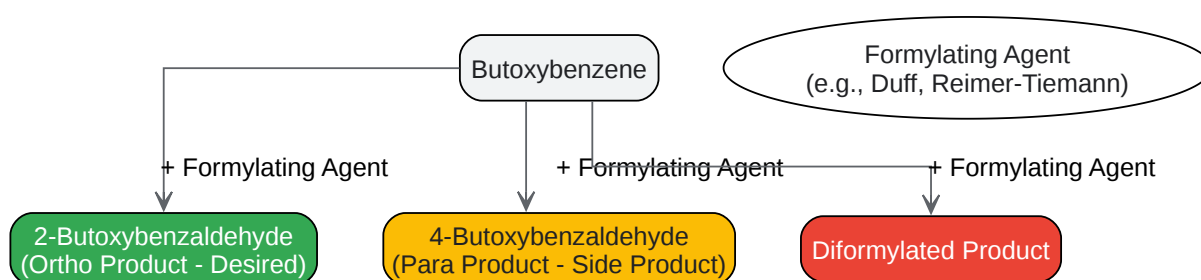 Butoxybenzene
Formylating Agent
(e.g., Duff, Reimer-Tiemann)
+ Formylating Agent
+ Formylating Agent
+ Formylating Agent
2-Butoxybenzaldehyde
(Ortho Product - Desired)
4-Butoxybenzaldehyde
(Para Product - Side Product)
Diformylated Product